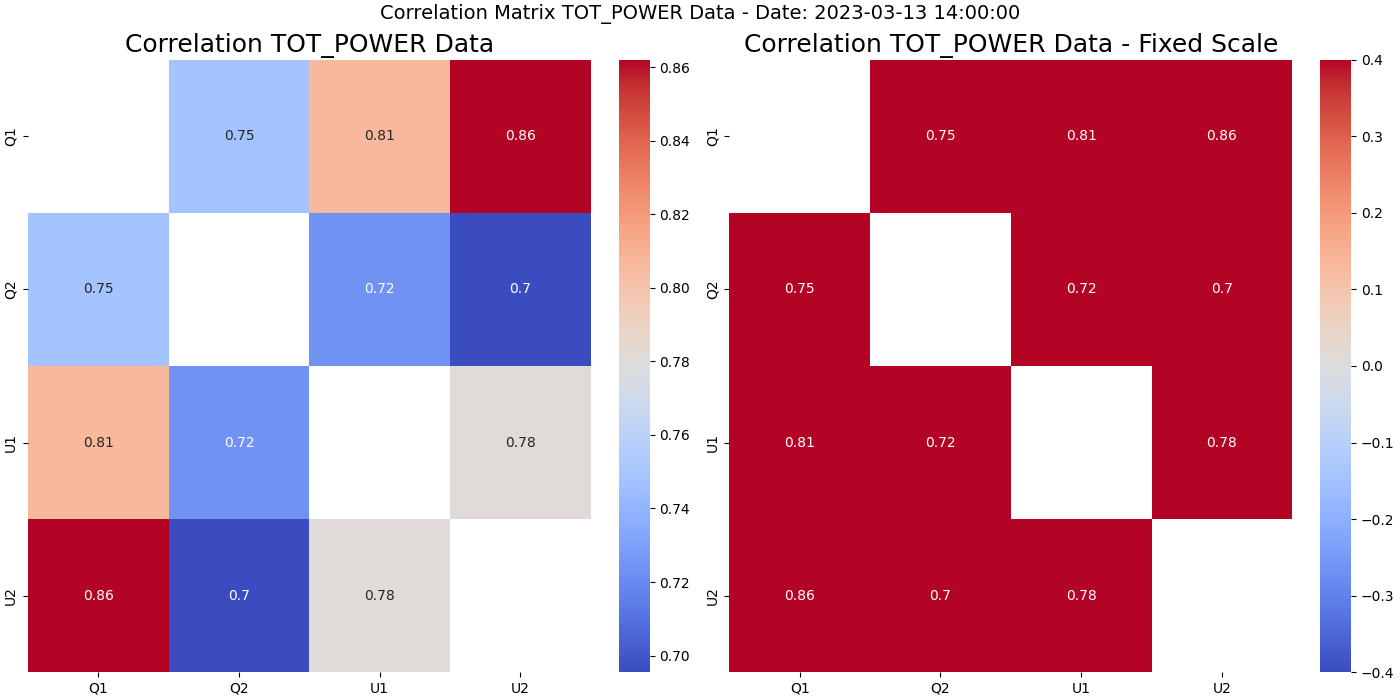 Correlation Matrix TOT_POWER Data - Date: 2023-03-13 14:00:00
Correlation TOT_POWER Data
Q1
0.75
0.81
0.86
Q2
0.75
0.72
0.7
U1
0.81
0.72
0.78
U2
0.86
0.7
0.78
Q1
Q2
U1
U2
0.86
0.84
0.82
0.80
0.78
0.76
0.74
0.72
0.70
Correlation TOT_POWER Data - Fixed Scale
Q1
0.75
0.81
0.86
Q2
0.75
0.72
0.7
U1
0.81
0.72
0.78
U2
0.86
0.7
0.78
Q1
Q2
U1
U2
0.4
0.3
0.2
0.1
0.0
−0.1
−0.2
−0.3
−0.4